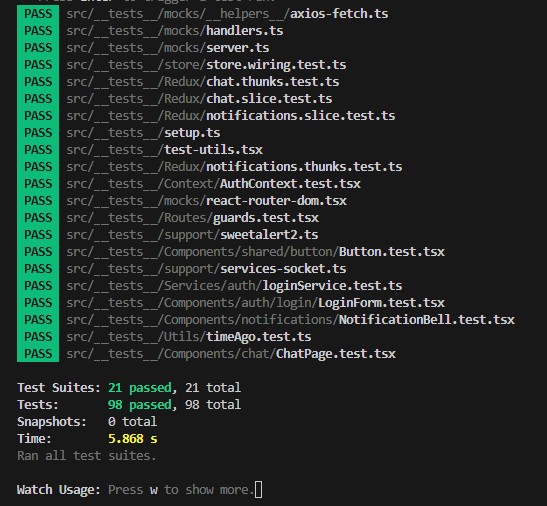 PASS src/__tests__/mocks/__helpers__/axios-fetch.ts
PASS src/__tests__/mocks/handlers.ts
PASS src/__tests__/mocks/server.ts
PASS src/__tests__/store/store.wiring.test.ts
PASS src/__tests__/Redux/chat.thunks.test.ts
PASS src/__tests__/Redux/chat.slice.test.ts
PASS src/__tests__/Redux/notifications.slice.test.ts
PASS src/__tests__/setup.ts
PASS src/__tests__/test-utils.tsx
PASS src/__tests__/Redux/notifications.thunks.test.ts
PASS src/__tests__/Context/AuthContext.test.tsx
PASS src/__tests__/mocks/react-router-dom.tsx
PASS src/__tests__/Routes/guards.test.tsx
PASS src/__tests__/support/sweetalert2.ts
PASS src/__tests__/Components/shared/button/Button.test.tsx
PASS src/__tests__/support/services-socket.ts
PASS src/__tests__/Services/auth/loginService.test.ts
PASS src/__tests__/Components/auth/login/LoginForm.test.tsx
PASS src/__tests__/Components/notifications/NotificationBell.test.tsx
PASS src/__tests__/Utils/timeAgo.test.ts
PASS src/__tests__/Components/chat/ChatPage.test.tsx
Test Suites: 21 passed, 21 total
Tests: 98 passed, 98 total
Snapshots: 0 total
Time: 5.868 s
Ran all test suites.
Watch Usage: Press w to show more.